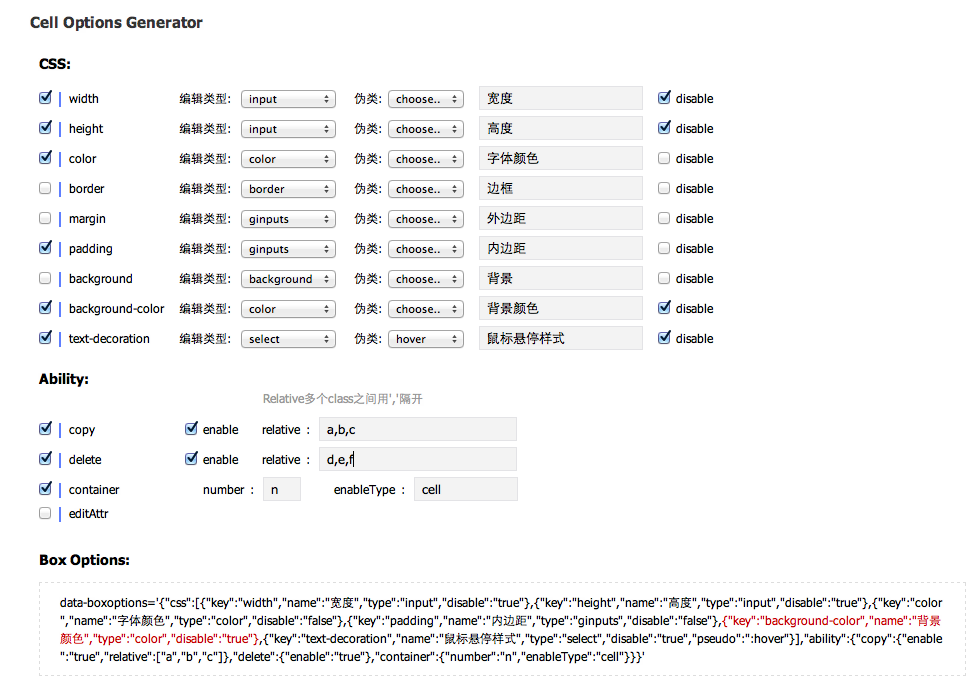 Cell Options Generator
CSS:
width 编辑类型: input 伪类: choose.. 宽度 disable
height 编辑类型: input 伪类: choose.. 高度 disable
color 编辑类型: color 伪类: choose.. 字体颜色 disable
border 编辑类型: border 伪类: choose.. 边框 disable
margin 编辑类型: ginputs 伪类: choose.. 外边距 disable
padding 编辑类型: ginputs 伪类: choose.. 内边距 disable
background 编辑类型: background 伪类: choose.. 背景 disable
background-color 编辑类型: color 伪类: choose.. 背景颜色 disable
text-decoration 编辑类型: select 伪类: hover 鼠标悬停样式 disable
Ability:
Relative多个class之间用','隔开
copy enable relative : a,b,c
delete enable relative : d,e,f
container number : n enableType : cell
editAttr
Box Options:
data-boxoptions='{"css":[{"key":"width","name":"宽度","type":"input","disable":"true"},{"key":"height","name":"高度","type":"input","disable":"true"},{"key":"color
","name":"字体颜色","type":"color","disable":"false"},{"key":"padding","name":"内边距","type":"ginputs","disable":"false"},{"key":"background-color","name":"背景
颜色","type":"color","disable":"true"},{"key":"text-decoration","name":"鼠标悬停样式","type":"select","disable":"true","pseudo":":hover"}],"ability":{"copy":{"enable
":"true","relative":["a","b","c"]},"delete":{"enable":"true"},"container":{"number":"n","enableType":"cell"}}}'